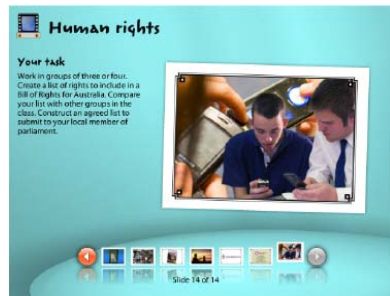 Human rights
Your task
Work in groups of three or four.
Create a list of rights to include in a
Bill of Rights for Australia. Compare
your list with other groups in the
class. Construct an agreed list to
submit to your local member of
parliament.
Slide 14 of 14